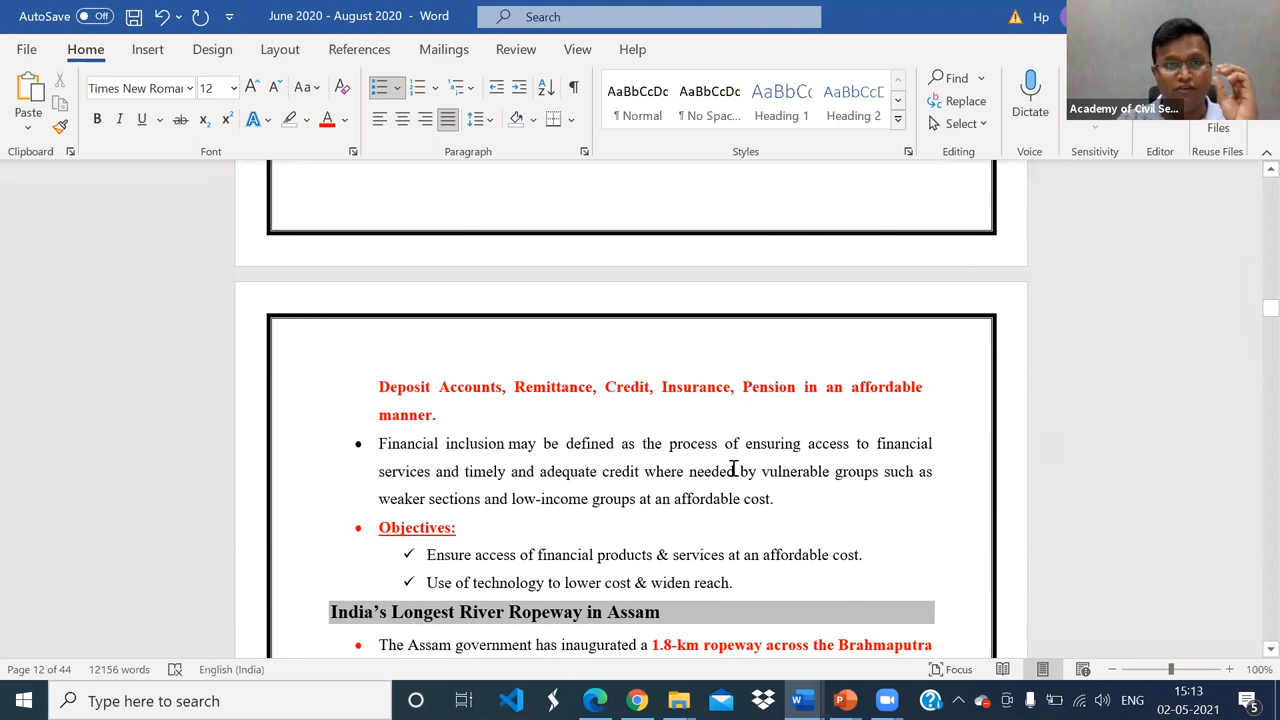 AutoSave Off June 2020 - August 2020 - Word Search Hp
File Home Insert Design Layout References Mailings Review View Help
Times New Roma 12 Aa
AaBbCcDc AaBbCcDc AaBbC AaBbCcD
Find
Paste
B I U ab x₂ x² A A
Replace
Dictate
Academy of Civil Se...
¶ Normal ¶ No Spac... Heading 1 Heading 2
Select
Files
Clipboard Font Paragraph Styles Editing Voice Sensitivity Editor Reuse Files
Deposit Accounts, Remittance, Credit, Insurance, Pension in an affordable
manner.
• Financial inclusion may be defined as the process of ensuring access to financial
services and timely and adequate credit where needed by vulnerable groups such as
weaker sections and low-income groups at an affordable cost.
• Objectives:
✓ Ensure access of financial products & services at an affordable cost.
✓ Use of technology to lower cost & widen reach.
India's Longest River Ropeway in Assam
• The Assam government has inaugurated a 1.8-km ropeway across the Brahmaputra
Page 12 of 44 12156 words English (India) Focus 100%
Type here to search
ENG
15:13
02-05-2021
5